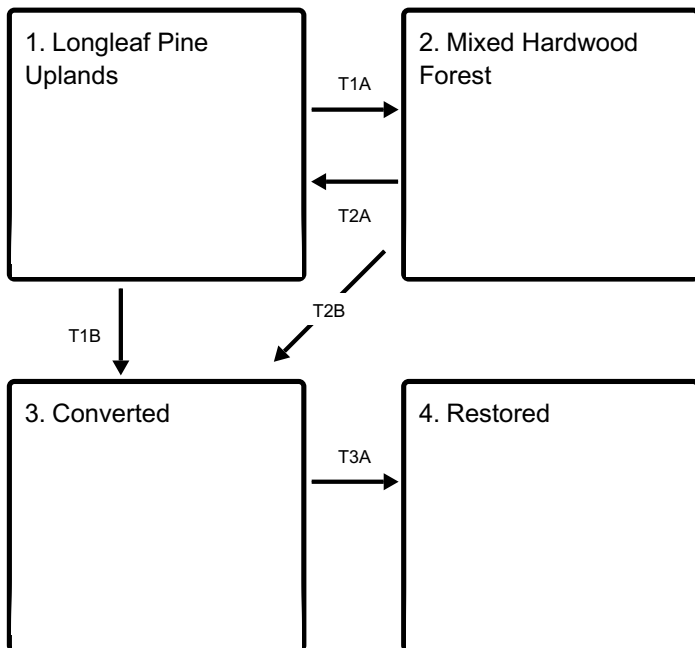 1. Longleaf Pine
Uplands
2. Mixed Hardwood
Forest
T1A
T2A
T2B
T1B
3. Converted
4. Restored
T3A